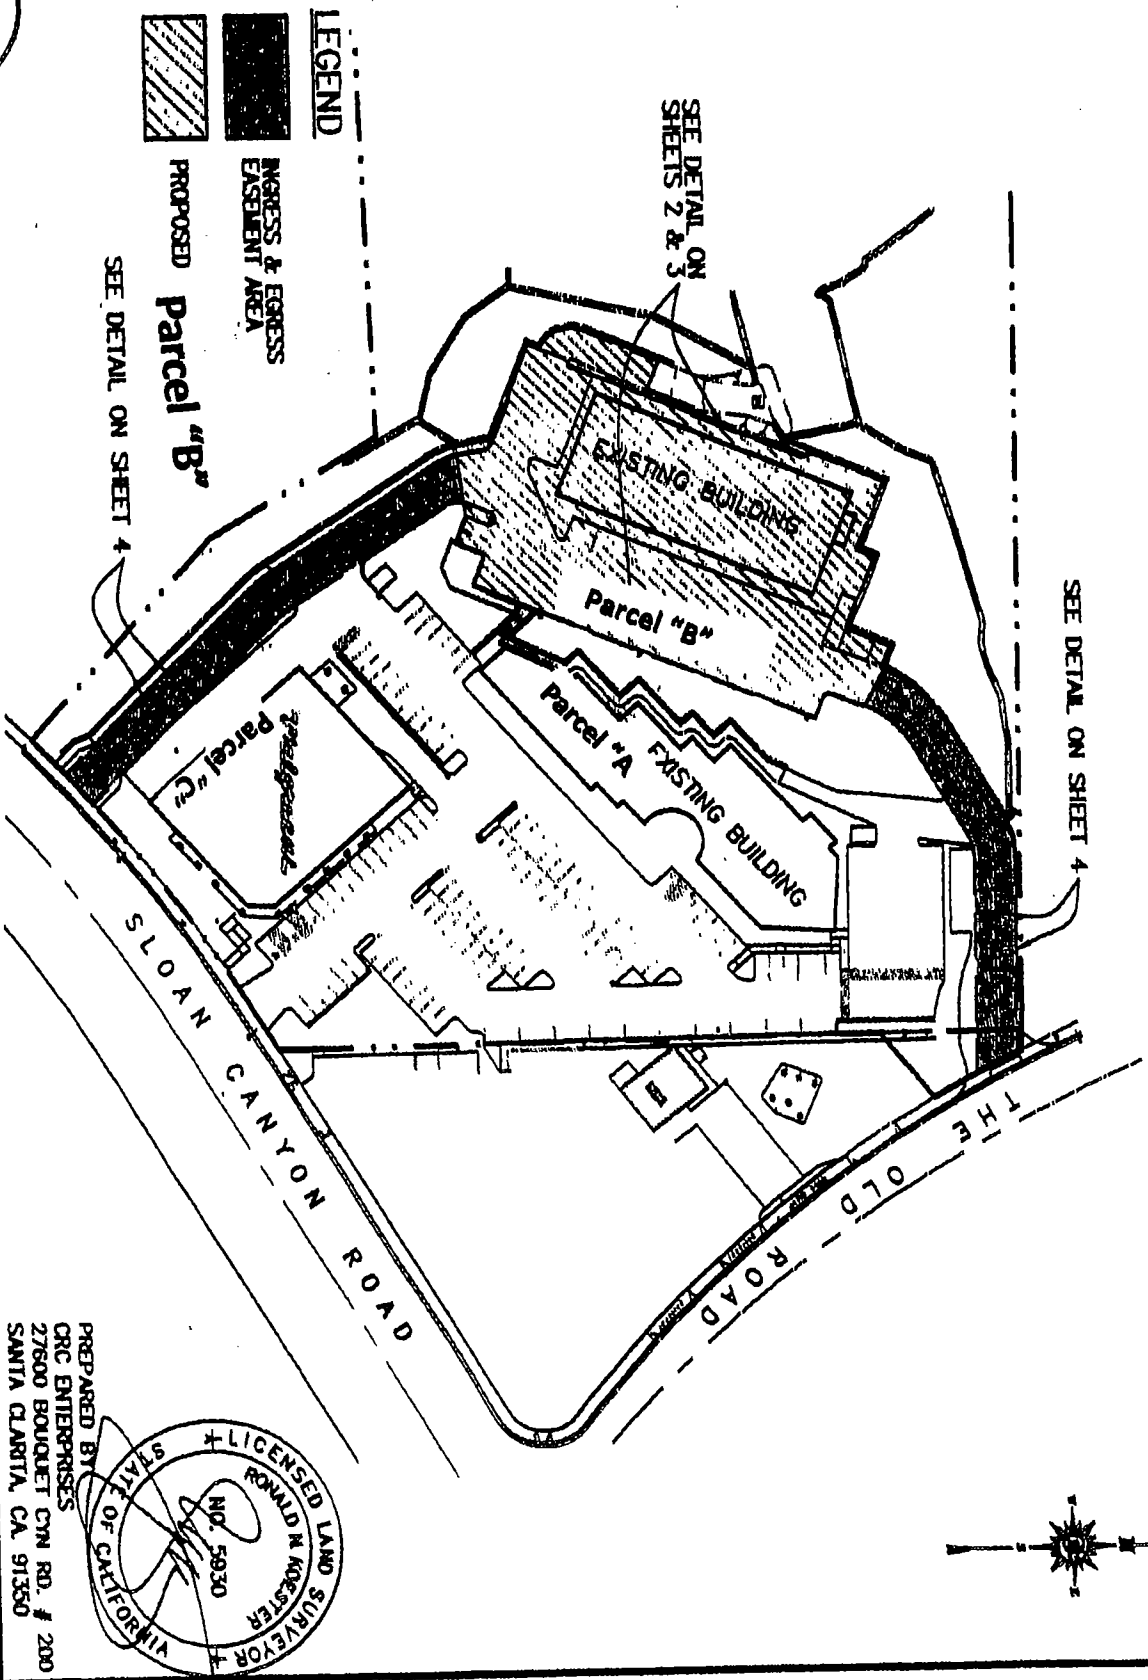 LEGEND
INGRESS & EGRESS
EASEMENT AREA
PROPOSED Parcel "B"
SEE DETAIL ON SHEET 4
SEE DETAIL ON
SHEETS 2 & 3
SEE DETAIL ON SHEET 4
EXISTING BUILDING
Parcel "B"
Parcel "A
EXISTING BUILDING
Parcel "C"
SLOAN CANYON ROAD
THE OLD ROAD
PREPARED BY
CRC ENTERPRISES
27600 BOUQUET CYN RD. # 200
SANTA CLARITA, CA. 91350
LICENSED LAND SURVEYOR
STATE OF CALIFORNIA
NO. 5930